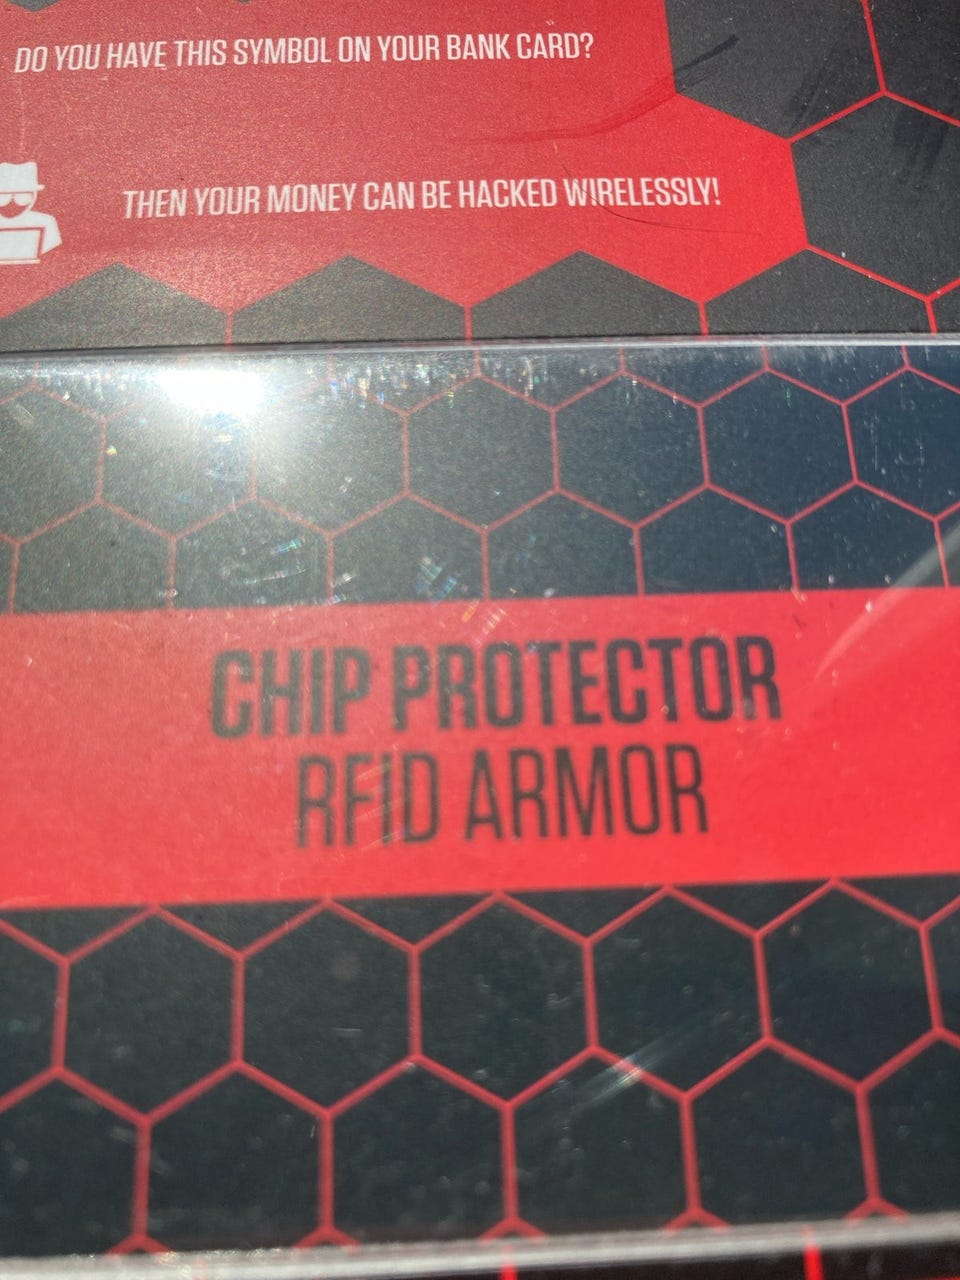 DO YOU HAVE THIS SYMBOL ON YOUR BANK CARD?
THEN YOUR MONEY CAN BE HACKED WIRELESSLY!
CHIP PROTECTOR
RFID ARMOR